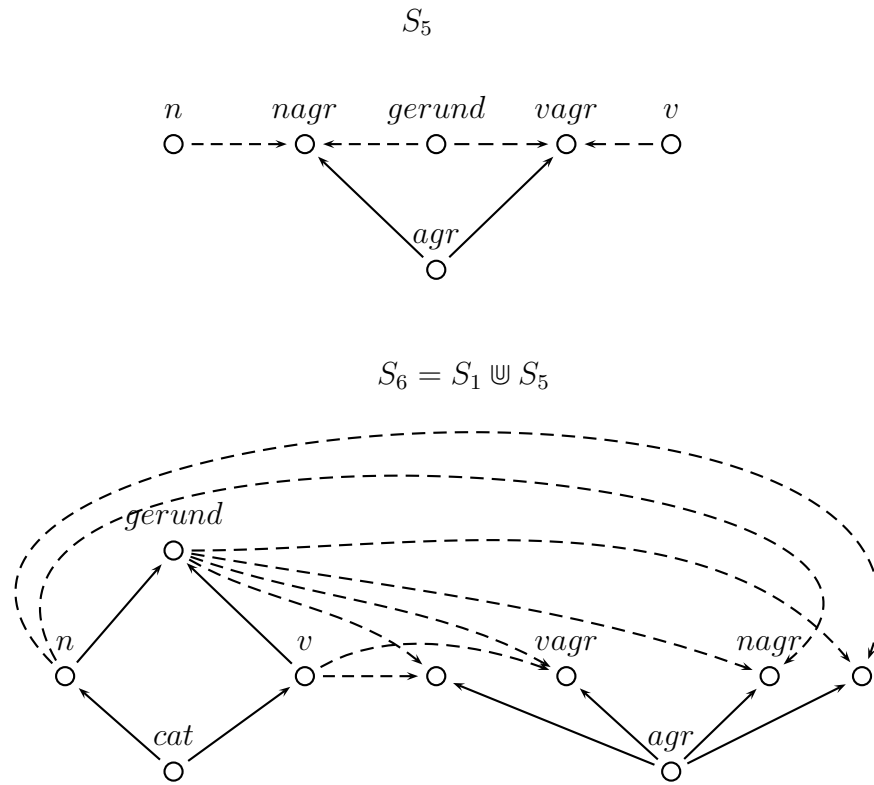 S₅
n nagr gerund vagr v
agr
S₆ = S₁ ⋓ S₅
gerund
n v vagr nagr
cat agr